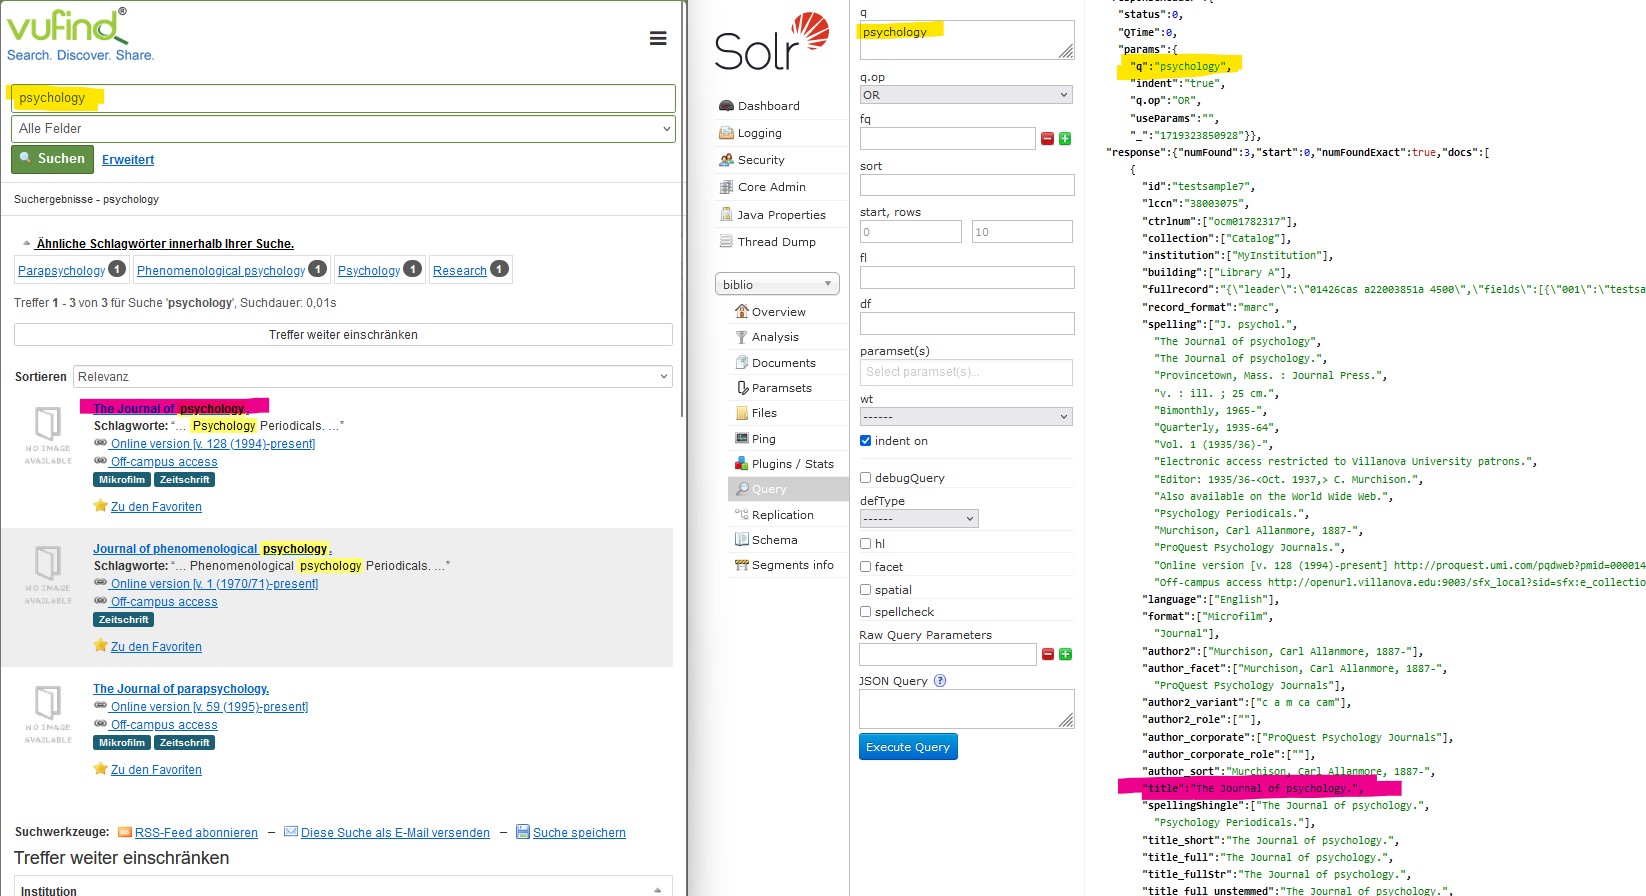 vufind®
Search. Discover. Share.
psychology
Alle Felder
Suchen Erweitert
Suchergebnisse - psychology
Ähnliche Schlagwörter innerhalb Ihrer Suche.
Parapsychology 1 Phenomenological psychology 1 Psychology 1 Research 1
Treffer 1 - 3 von 3 für Suche 'psychology', Suchdauer: 0,01s
Treffer weiter einschränken
Sortieren Relevanz
NO IMAGE
AVAILABLE
The Journal of psychology.
Schlagworte: “... Psychology Periodicals. ...”
Online version [v. 128 (1994)-present]
Off-campus access
Mikrofilm Zeitschrift
Zu den Favoriten
NO IMAGE
AVAILABLE
Journal of phenomenological psychology.
Schlagworte: “... Phenomenological psychology Periodicals. ...”
Online version [v. 1 (1970/71)-present]
Off-campus access
Zeitschrift
Zu den Favoriten
NO IMAGE
AVAILABLE
The Journal of parapsychology.
Online version [v. 59 (1995)-present]
Off-campus access
Mikrofilm Zeitschrift
Zu den Favoriten
Suchwerkzeuge: RSS-Feed abonnieren – Diese Suche als E-Mail versenden – Suche speichern
Treffer weiter einschränken
Institution
Solr
Dashboard
Logging
Security
Core Admin
Java Properties
Thread Dump
biblio
Overview
Analysis
Documents
Paramsets
Files
Ping
Plugins / Stats
Query
Replication
Schema
Segments info
q
psychology
q.op
OR
fq
sort
start, rows
0 10
fl
df
paramset(s)
Select paramset(s)...
wt
------
indent on
debugQuery
defType
------
hl
facet
spatial
spellcheck
Raw Query Parameters
JSON Query ?
Execute Query
"status":0,
"QTime":0,
"params":{
"q":"psychology",
"indent":"true",
"q.op":"OR",
"useParams":"",
"_":"1719323850928"}},
"response":{"numFound":3,"start":0,"numFoundExact":true,"docs":[
{
"id":"testsample7",
"lccn":"38003075",
"ctrlnum":["ocm01782317"],
"collection":["Catalog"],
"institution":["MyInstitution"],
"building":["Library A"],
"fullrecord":"{\"leader\":\"01426cas a22003851a 4500\",\"fields\":[{\"001\":\"testsa
"record_format":"marc",
"spelling":["J. psychol.",
"The Journal of psychology",
"The Journal of psychology.",
"Provincetown, Mass. : Journal Press.",
"v. : ill. ; 25 cm.",
"Bimonthly, 1965-",
"Quarterly, 1935-64",
"Vol. 1 (1935/36)-",
"Electronic access restricted to Villanova University patrons.",
"Editor: 1935/36-<Oct. 1937,> C. Murchison.",
"Also available on the World Wide Web.",
"Psychology Periodicals.",
"Murchison, Carl Allanmore, 1887-",
"ProQuest Psychology Journals.",
"Online version [v. 128 (1994)-present] http://proquest.umi.com/pqdweb?pmid=000014
"Off-campus access http://openurl.villanova.edu:9003/sfx_local?sid=sfx:e_collectio
"language":["English"],
"format":["Microfilm",
"Journal"],
"author2":["Murchison, Carl Allanmore, 1887-"],
"author_facet":["Murchison, Carl Allanmore, 1887-",
"ProQuest Psychology Journals"],
"author2_variant":["c a m ca cam"],
"author2_role":[""],
"author_corporate":["ProQuest Psychology Journals"],
"author_corporate_role":[""],
"author_sort":"Murchison, Carl Allanmore, 1887-",
"title":"The Journal of psychology.",
"spellingShingle":["The Journal of psychology.",
"Psychology Periodicals."],
"title_short":"The Journal of psychology.",
"title_full":"The Journal of psychology.",
"title_fullStr":"The Journal of psychology.",
"title_full_unstemmed":"The Journal of psychology.",